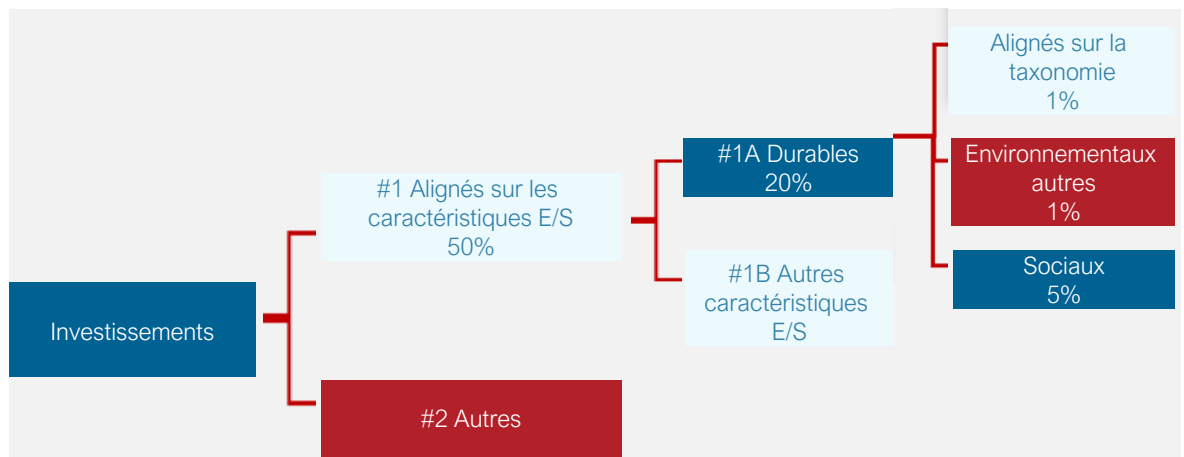 Investissements
#1 Alignés sur les
caractéristiques E/S
50%
#2 Autres
#1A Durables
20%
#1B Autres
caractéristiques
E/S
Alignés sur la
taxonomie
1%
Environnementaux
autres
1%
Sociaux
5%